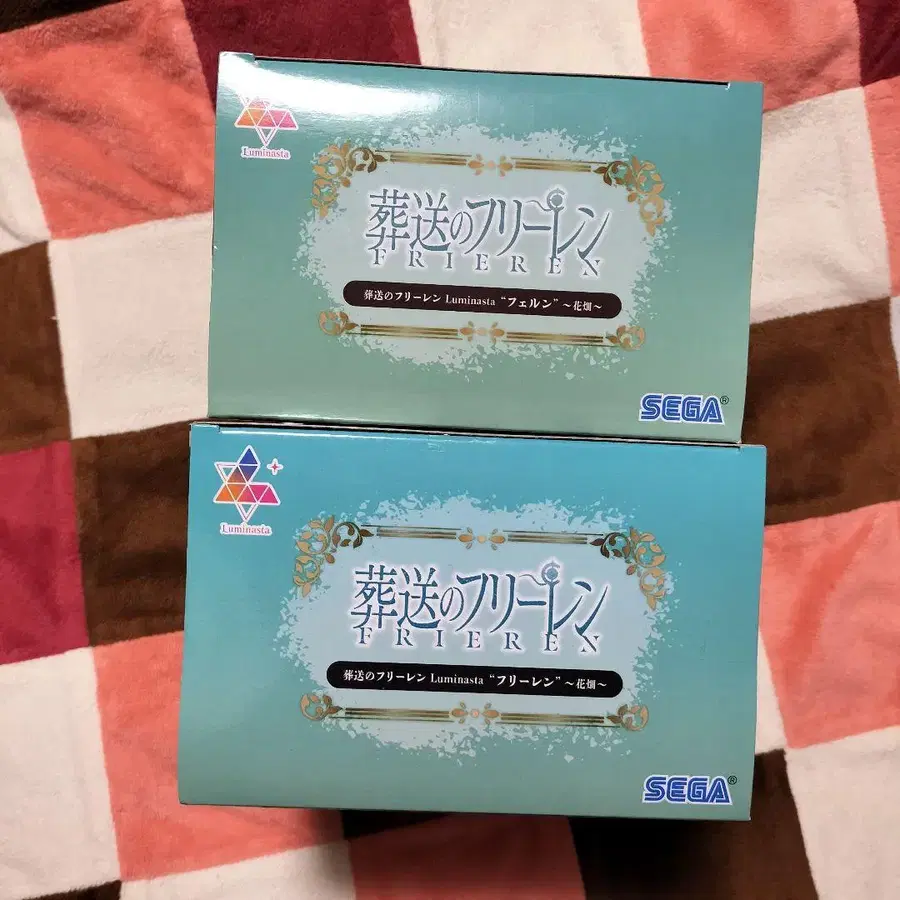 Luminasta
葬送のフリーレン
FRIEREN
葬送のフリーレン Luminasta “フェルン” ～花畑～
SEGA®
Luminasta
葬送のフリーレン
FRIEREN
葬送のフリーレン Luminasta “フリーレン” ～花畑～
SEGA®